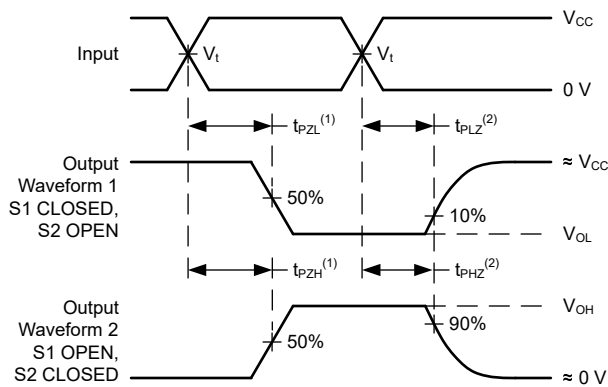 V_CC
Input
V_t
V_t
0 V
t_PZL^(1)
t_PLZ^(2)
Output
Waveform 1
S1 CLOSED,
S2 OPEN
≈ V_CC
50%
10%
V_OL
t_PZH^(1)
t_PHZ^(2)
Output
Waveform 2
S1 OPEN,
S2 CLOSED
V_OH
50%
90%
≈ 0 V